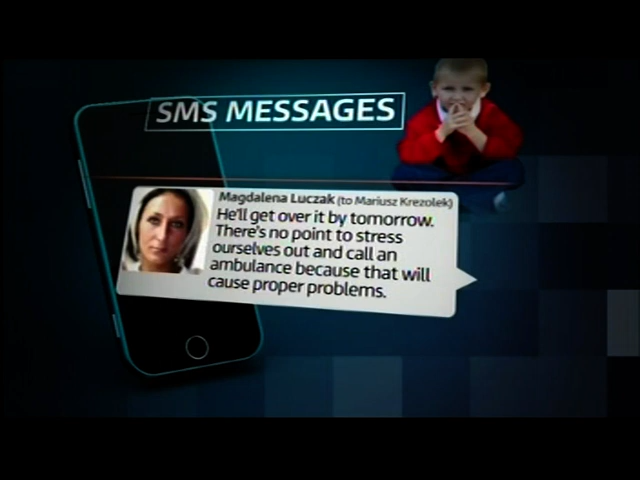 SMS MESSAGES
Magdalena Luczak (to Mariusz Krezolek)
He'll get over it by tomorrow.
There's no point to stress
ourselves out and call an
ambulance because that will
cause proper problems.